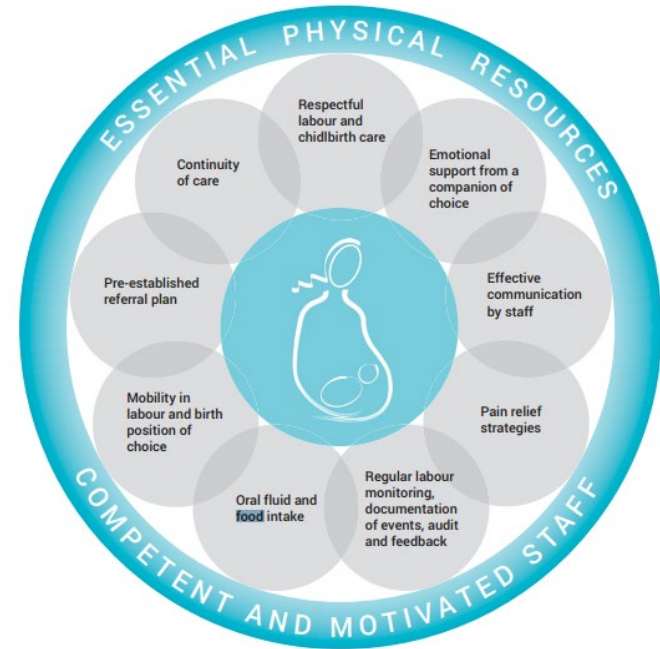 ESSENTIAL PHYSICAL RESOURCES
Respectful
labour and
chidlbirth care
Emotional
support from a
companion of
choice
Effective
communication
by staff
Pain relief
strategies
Regular labour
monitoring,
documentation
of events, audit
and feedback
Oral fluid and
food intake
Mobility in
labour and birth
position of
choice
Pre-established
referral plan
Continuity
of care
COMPETENT AND MOTIVATED STAFF